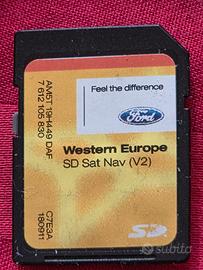 AM5T 19H449 DAF
7 612 105 830
Feel the difference
Ford
Western Europe
SD Sat Nav (V2)
C7E3A
180911
SD
subito